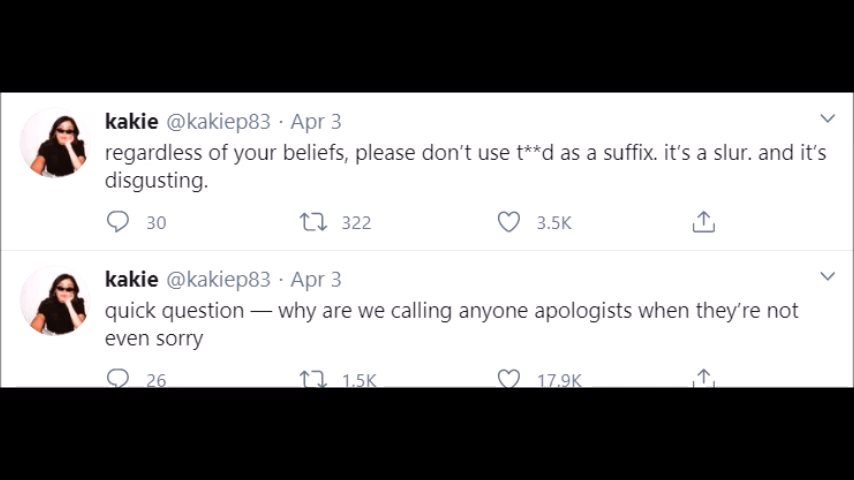 kakie @kakiep83 · Apr 3
regardless of your beliefs, please don't use t**d as a suffix. it's a slur. and it's
disgusting.
30 322 3.5K
kakie @kakiep83 · Apr 3
quick question — why are we calling anyone apologists when they're not
even sorry
26 1.5K 17.9K